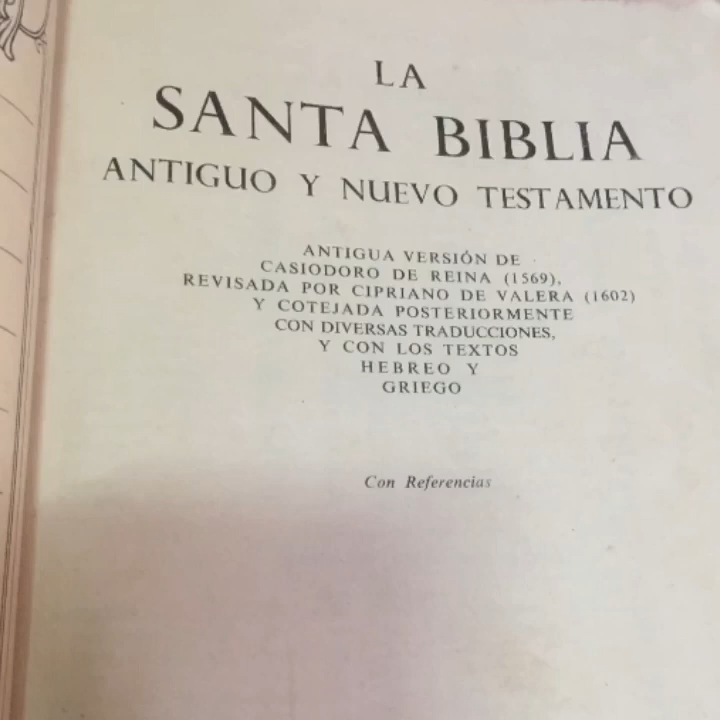 LA
SANTA BIBLIA
ANTIGUO Y NUEVO TESTAMENTO
ANTIGUA VERSIÓN DE
CASIODORO DE REINA (1569),
REVISADA POR CIPRIANO DE VALERA (1602)
Y COTEJADA POSTERIORMENTE
CON DIVERSAS TRADUCCIONES,
Y CON LOS TEXTOS
HEBREO Y
GRIEGO
Con Referencias